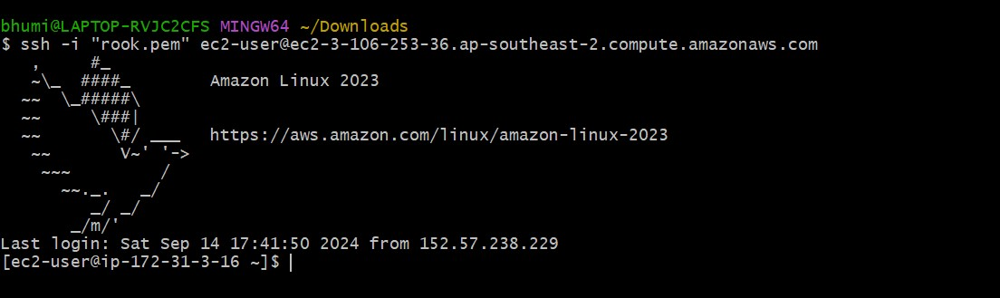 bhumi@LAPTOP-RVJC2CFS MINGW64 ~/Downloads
$ ssh -i "rook.pem" ec2-user@ec2-3-106-253-36.ap-southeast-2.compute.amazonaws.com
   ,     #_
   ~\_  ####_        Amazon Linux 2023
  ~~  \_#####\
  ~~     \###|
  ~~       \#/ ___   https://aws.amazon.com/linux/amazon-linux-2023
   ~~       V~' '->
    ~~~         /
      ~~._.   _/
         _/ _/
       _/m/'
Last login: Sat Sep 14 17:41:50 2024 from 152.57.238.229
[ec2-user@ip-172-31-3-16 ~]$